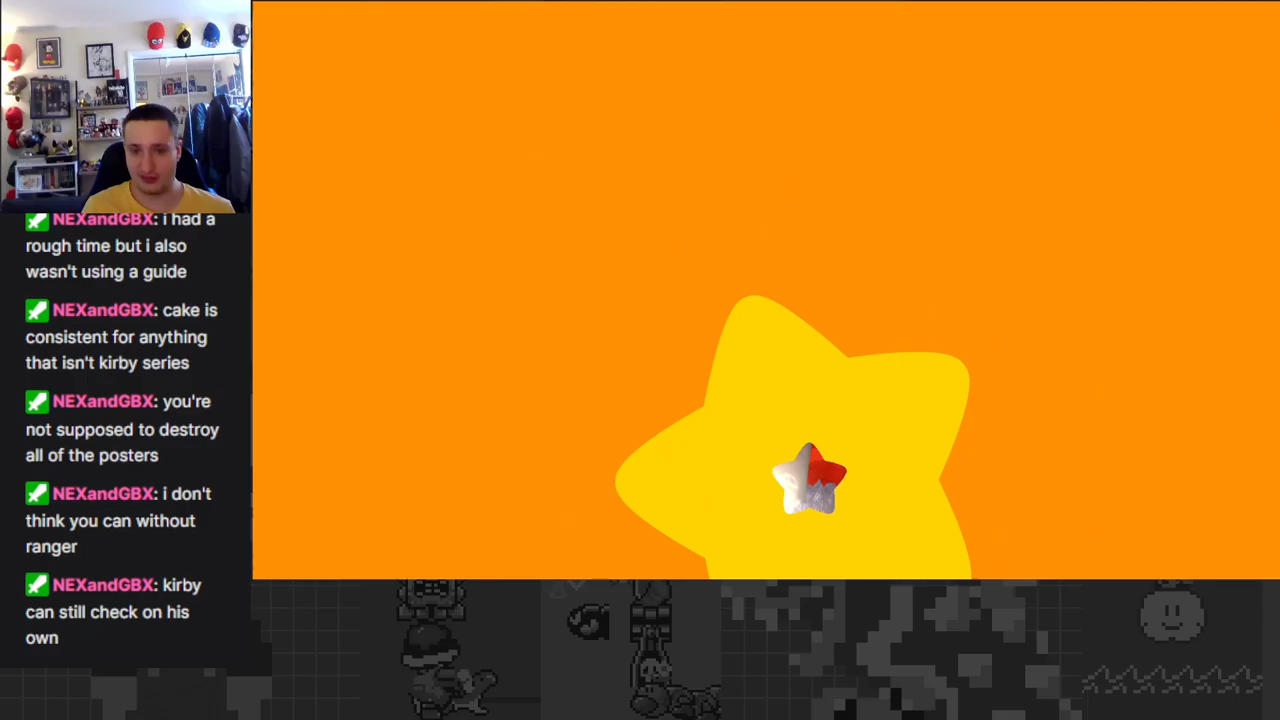 NEXandGBX: i had a
rough time but i also
wasn't using a guide
NEXandGBX: cake is
consistent for anything
that isn't kirby series
NEXandGBX: you're
not supposed to destroy
all of the posters
NEXandGBX: i don't
think you can without
ranger
NEXandGBX: kirby
can still check on his
own